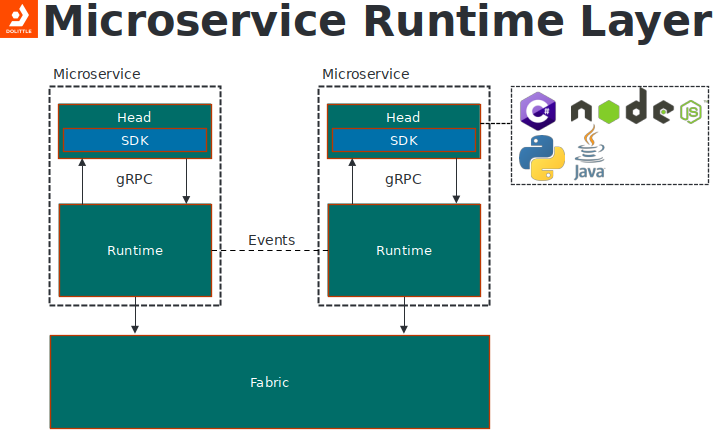 DOLITTLE
Microservice Runtime Layer
Microservice
Microservice
Head
SDK
Head
SDK
C#
node
JS
Java
gRPC
gRPC
Runtime
Events
Runtime
Fabric